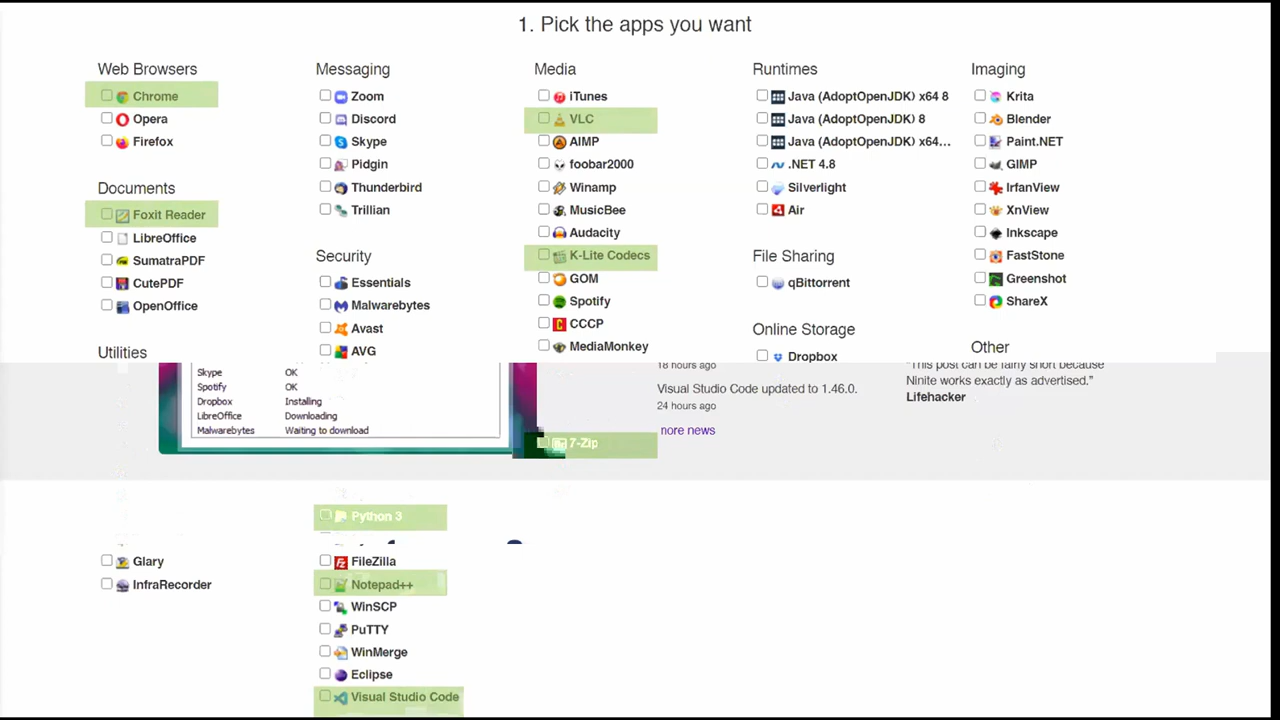 1. Pick the apps you want
Web Browsers
Chrome
Opera
Firefox
Documents
Foxit Reader
LibreOffice
SumatraPDF
CutePDF
OpenOffice
Utilities
Messaging
Zoom
Discord
Skype
Pidgin
Thunderbird
Trillian
Security
Essentials
Malwarebytes
Avast
AVG
Media
iTunes
VLC
AIMP
foobar2000
Winamp
MusicBee
Audacity
K-Lite Codecs
GOM
Spotify
CCCP
MediaMonkey
Runtimes
Java (AdoptOpenJDK) x64 8
Java (AdoptOpenJDK) 8
Java (AdoptOpenJDK) x64...
.NET 4.8
Silverlight
Air
File Sharing
qBittorrent
Online Storage
Dropbox
Imaging
Krita
Blender
Paint.NET
GIMP
IrfanView
XnView
Inkscape
FastStone
Greenshot
ShareX
Other
Skype OK
Spotify OK
Dropbox Installing
LibreOffice Downloading
Malwarebytes Waiting to download
18 hours ago
Visual Studio Code updated to 1.46.0.
24 hours ago
more news
"This post can be fairly short because
Ninite works exactly as advertised."
Lifehacker
7-Zip
Glary
InfraRecorder
Python 3
FileZilla
Notepad++
WinSCP
PuTTY
WinMerge
Eclipse
Visual Studio Code